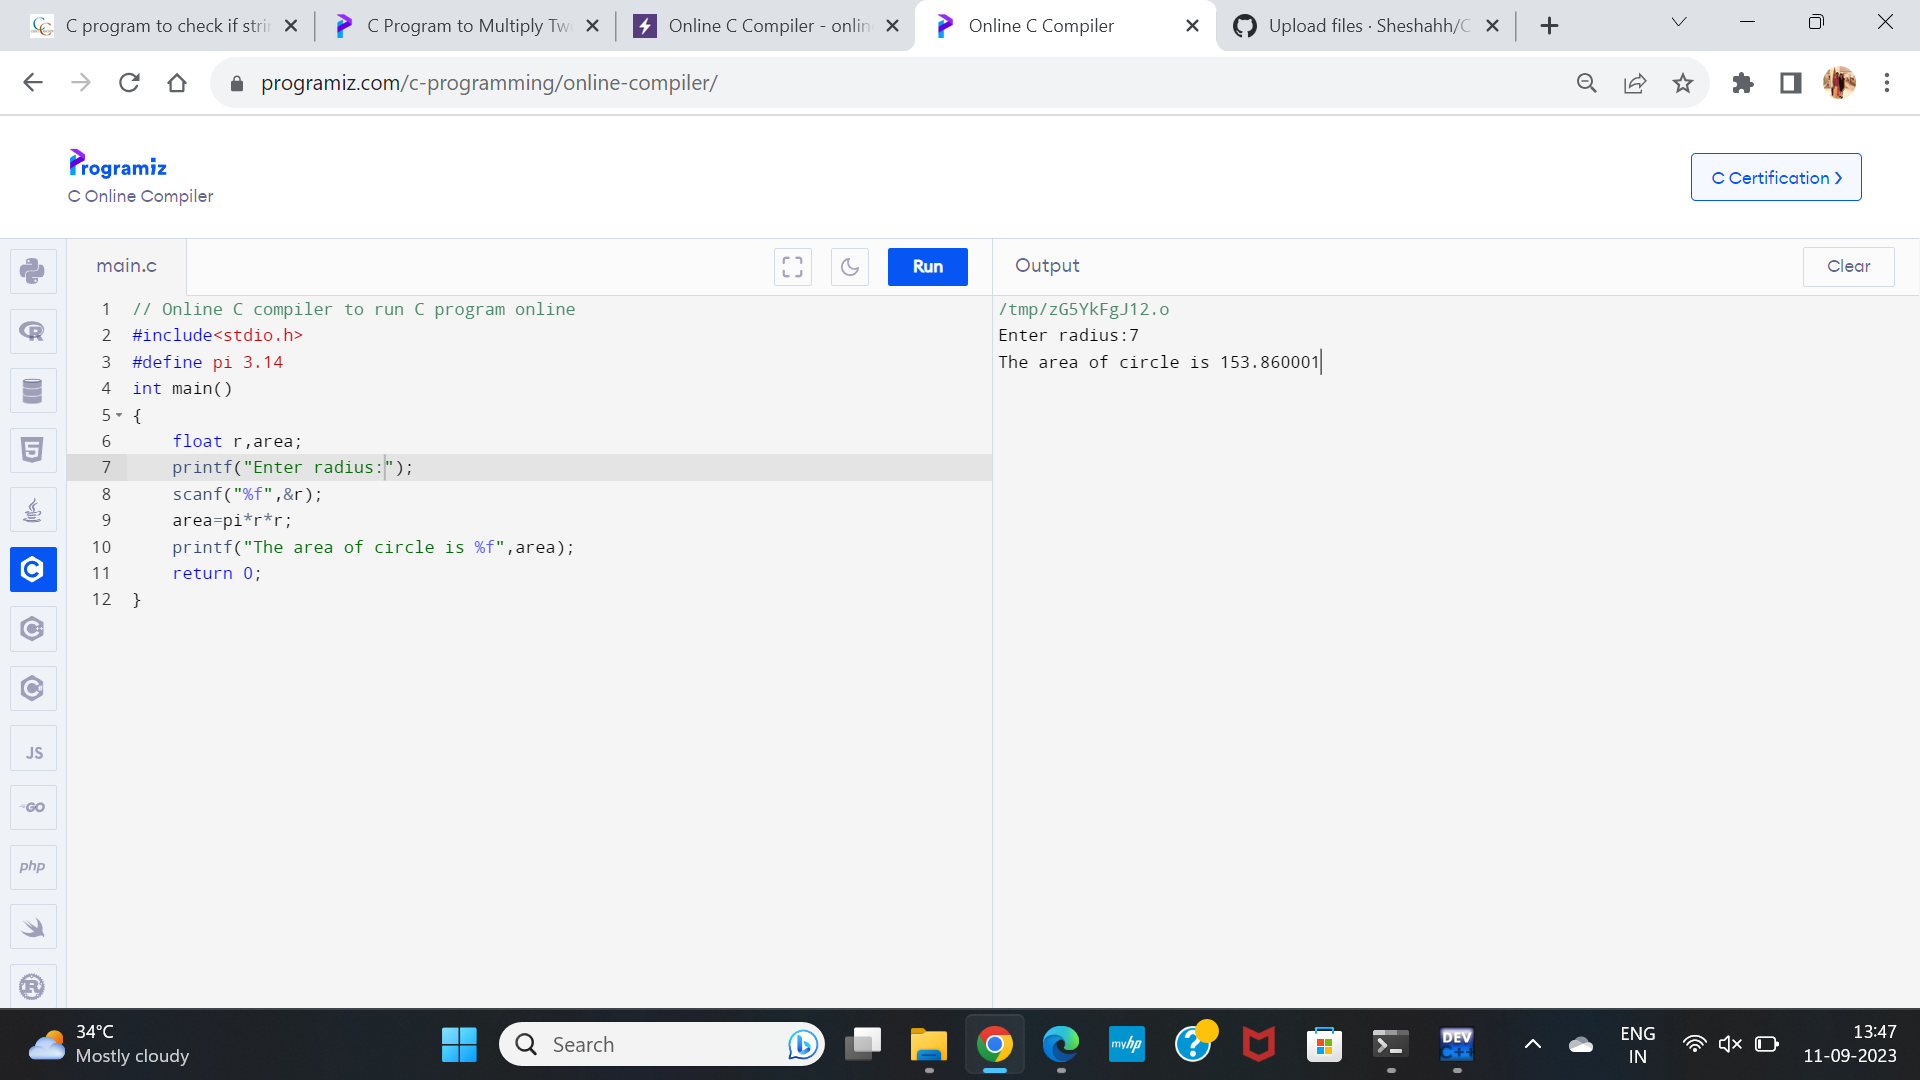 C program to check if stri
C Program to Multiply Tw
Online C Compiler - onlin
Online C Compiler
Upload files · Sheshahh/C
programiz.com/c-programming/online-compiler/
Programiz
C Online Compiler
C Certification
main.c
Run
Output
Clear
1 // Online C compiler to run C program online
2 #include<stdio.h>
3 #define pi 3.14
4 int main()
5 {
6 float r,area;
7 printf("Enter radius:");
8 scanf("%f",&r);
9 area=pi*r*r;
10 printf("The area of circle is %f",area);
11 return 0;
12 }
/tmp/zG5YkFgJ12.o
Enter radius:7
The area of circle is 153.860001
R
5
C
C
C
JS
GO
php
R
34°C
Mostly cloudy
Search
myhp
?
DEV
C++
ENG
IN
13:47
11-09-2023